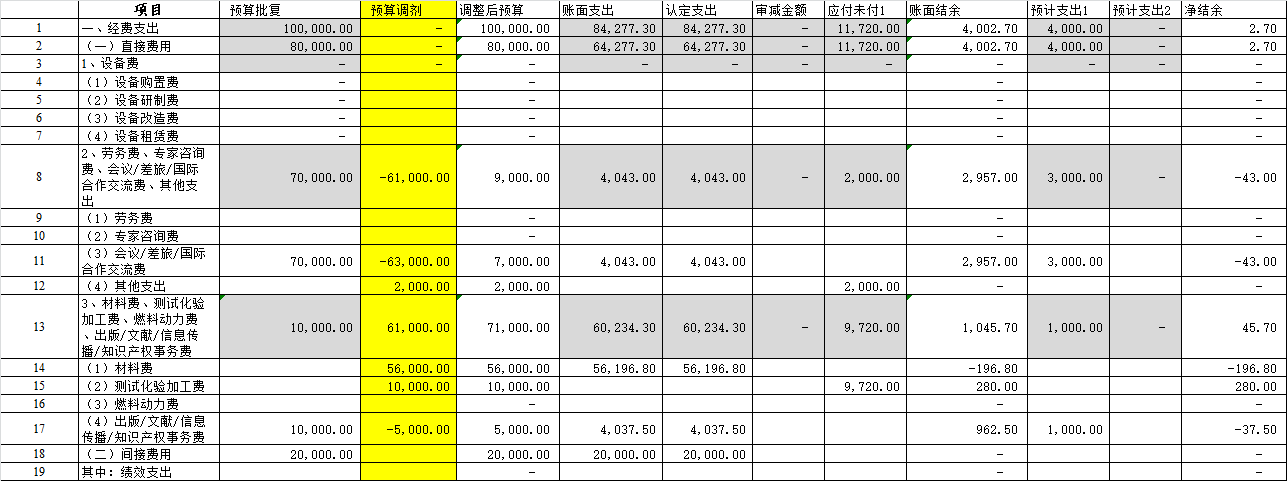 项目 预算批复 预算调剂 调整后预算 账面支出 认定支出 审减金额 应付未付1 账面结余 预计支出1 预计支出2 净结余
1 一、经费支出 100,000.00 - 100,000.00 84,277.30 84,277.30 - 11,720.00 4,002.70 4,000.00 - 2.70
2 （一）直接费用 80,000.00 - 80,000.00 64,277.30 64,277.30 - 11,720.00 4,002.70 4,000.00 - 2.70
3 1、设备费 - - - - - - - - - - -
4 （1）设备购置费 - - - -
5 （2）设备研制费 - - - -
6 （3）设备改造费 - - - -
7 （4）设备租赁费 - - - -
2、劳务费、专家咨询
费、会议/差旅/国际
8 70,000.00 -61,000.00 9,000.00 4,043.00 4,043.00 - 2,000.00 2,957.00 3,000.00 - -43.00
合作交流费、其他支
出
9 （1）劳务费 - - -
10 （2）专家咨询费 - - -
（3）会议/差旅/国际
11 70,000.00 -63,000.00 7,000.00 4,043.00 4,043.00 2,957.00 3,000.00 -43.00
合作交流费
12 （4）其他支出 2,000.00 2,000.00 2,000.00 - -
3、材料费、测试化验
加工费、燃料动力费
13 10,000.00 61,000.00 71,000.00 60,234.30 60,234.30 - 9,720.00 1,045.70 1,000.00 - 45.70
、出版/文献/信息传
播/知识产权事务费
14 （1）材料费 56,000.00 56,000.00 56,196.80 56,196.80 -196.80 -196.80
15 （2）测试化验加工费 10,000.00 10,000.00 9,720.00 280.00 280.00
16 （3）燃料动力费 - - -
（4）出版/文献/信息
17 10,000.00 -5,000.00 5,000.00 4,037.50 4,037.50 962.50 1,000.00 -37.50
传播/知识产权事务费
18 （二）间接费用 20,000.00 20,000.00 20,000.00 20,000.00 - -
19 其中：绩效支出 - - -